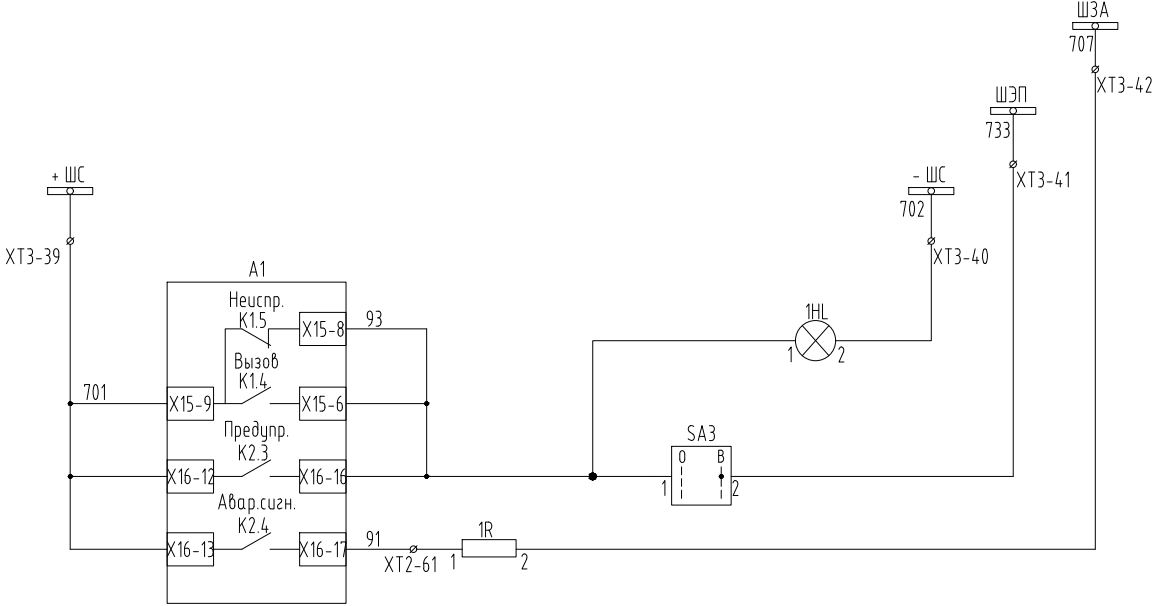 ШЗА
707
ХТ3-42
ШЭП
733
ХТ3-41
+ ШС
- ШС
702
ХТ3-39
ХТ3-40
А1
Неиспр.
К1.5
Х15-8
93
1HL
1
2
Вызов
К1.4
701
Х15-9
Х15-6
Предупр.
К2.3
Х16-12
Х16-16
SA3
О
В
1
2
Авар.сигн.
К2.4
Х16-13
Х16-17
91
ХТ2-61
1R
1
2